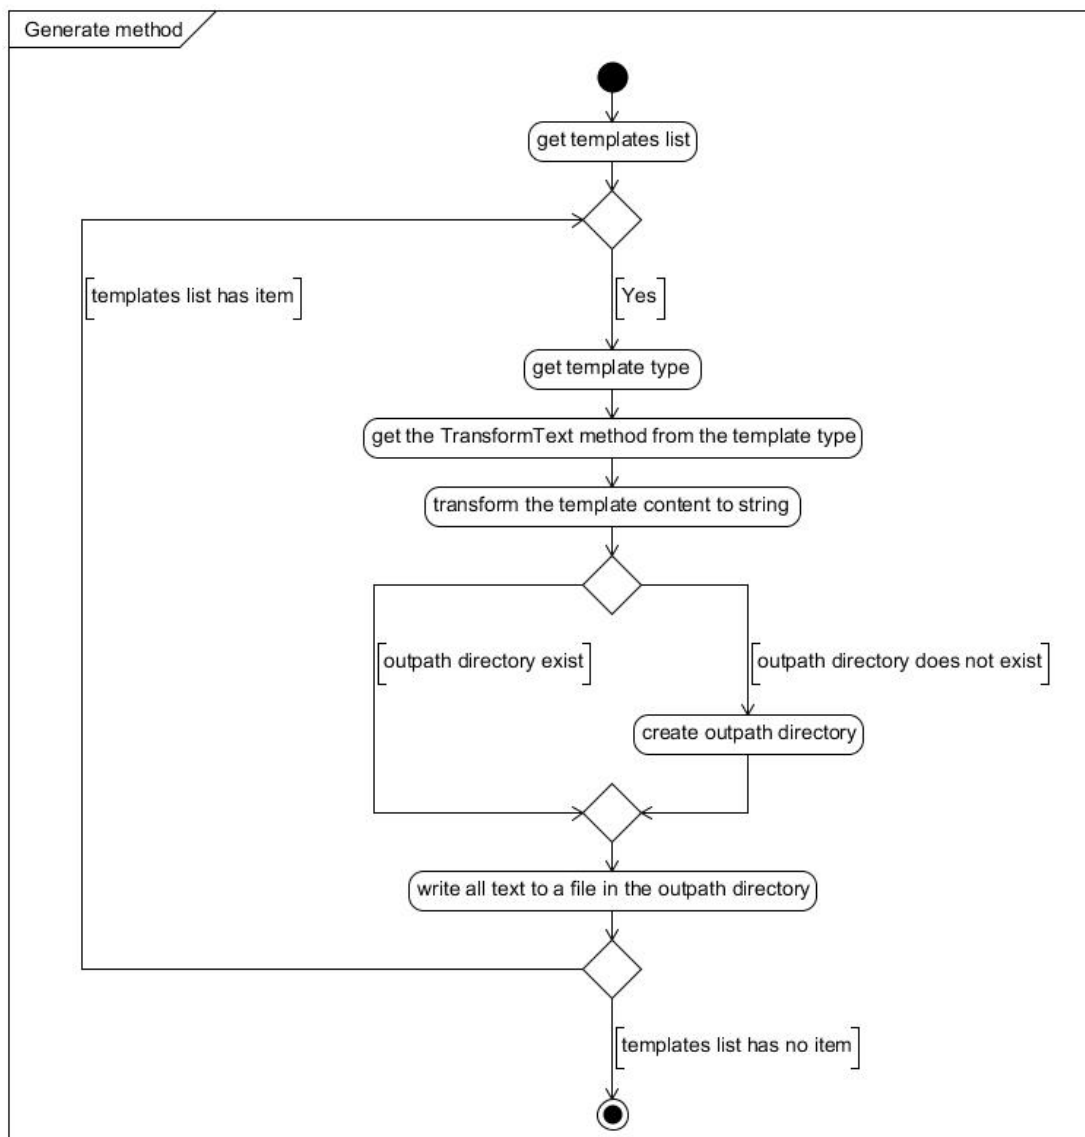 Generate method
get templates list
templates list has item
Yes
get template type
get the TransformText method from the template type
transform the template content to string
outpath directory exist
outpath directory does not exist
create outpath directory
write all text to a file in the outpath directory
templates list has no item